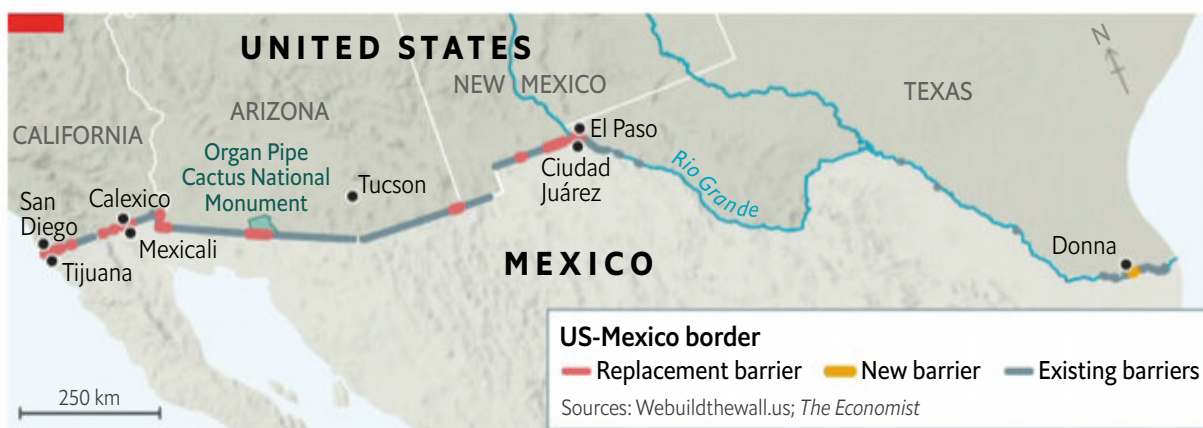 UNITED STATES
N
NEW MEXICO
TEXAS
ARIZONA
CALIFORNIA
El Paso
Organ Pipe
Cactus National
Monument
Ciudad
Juárez
Rio Grande
Tucson
San
Diego
Calexico
Mexicali
Tijuana
Donna
MEXICO
US-Mexico border
Replacement barrier New barrier Existing barriers
Sources: Webuildthewall.us; The Economist
250 km